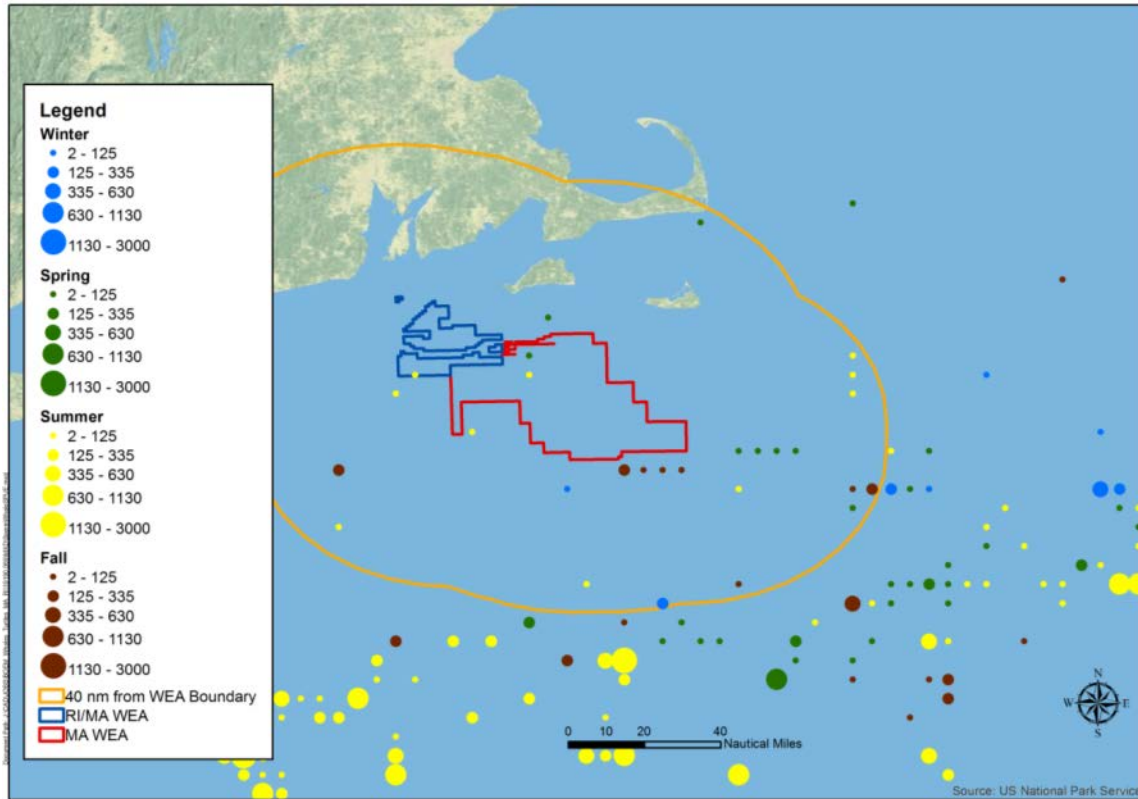 Legend
Winter
2 - 125
125 - 335
335 - 630
630 - 1130
1130 - 3000
Spring
2 - 125
125 - 335
335 - 630
630 - 1130
1130 - 3000
Summer
2 - 125
125 - 335
335 - 630
630 - 1130
1130 - 3000
Fall
2 - 125
125 - 335
335 - 630
630 - 1130
1130 - 3000
40 nm from WEA Boundary
RI/MA WEA
MA WEA
N
W E
S
0 10 20 40
Nautical Miles
Source: US National Park Service